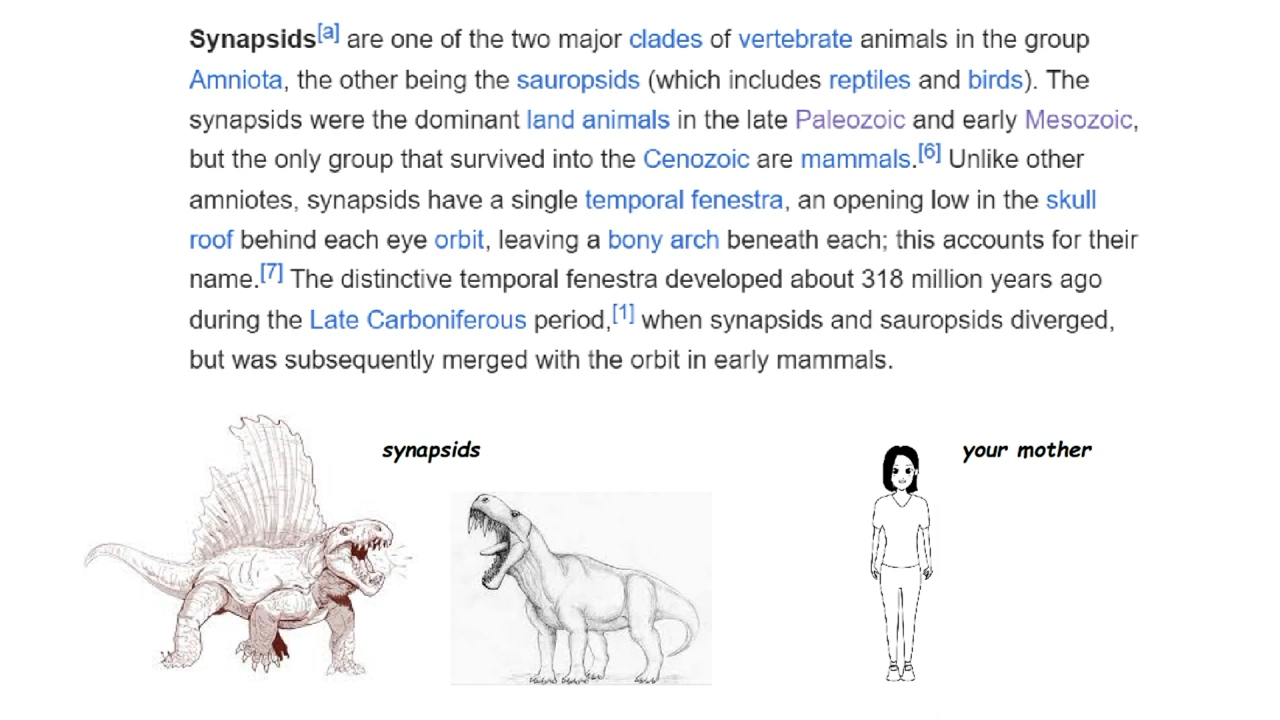 Synapsids[a] are one of the two major clades of vertebrate animals in the group
Amniota, the other being the sauropsids (which includes reptiles and birds). The
synapsids were the dominant land animals in the late Paleozoic and early Mesozoic,
but the only group that survived into the Cenozoic are mammals.[6] Unlike other
amniotes, synapsids have a single temporal fenestra, an opening low in the skull
roof behind each eye orbit, leaving a bony arch beneath each; this accounts for their
name.[7] The distinctive temporal fenestra developed about 318 million years ago
during the Late Carboniferous period,[1] when synapsids and sauropsids diverged,
but was subsequently merged with the orbit in early mammals.
synapsids
your mother